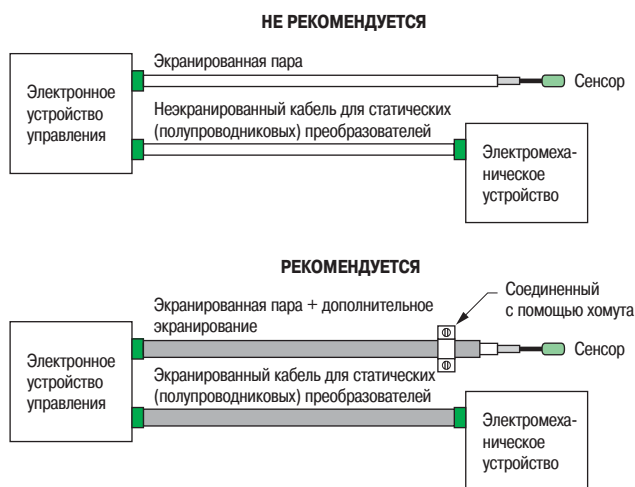 НЕ РЕКОМЕНДУЕТСЯ
Экранированная пара
Сенсор
Электронное
устройство
управления
Неэкранированный кабель для статических
(полупроводниковых) преобразователей
Электромеха-
ническое
устройство
РЕКОМЕНДУЕТСЯ
Экранированная пара + дополнительное
экранирование
Соединенный
с помощью хомута
Сенсор
Электронное
устройство
управления
Экранированный кабель для статических
(полупроводниковых) преобразователей
Электромеха-
ническое
устройство